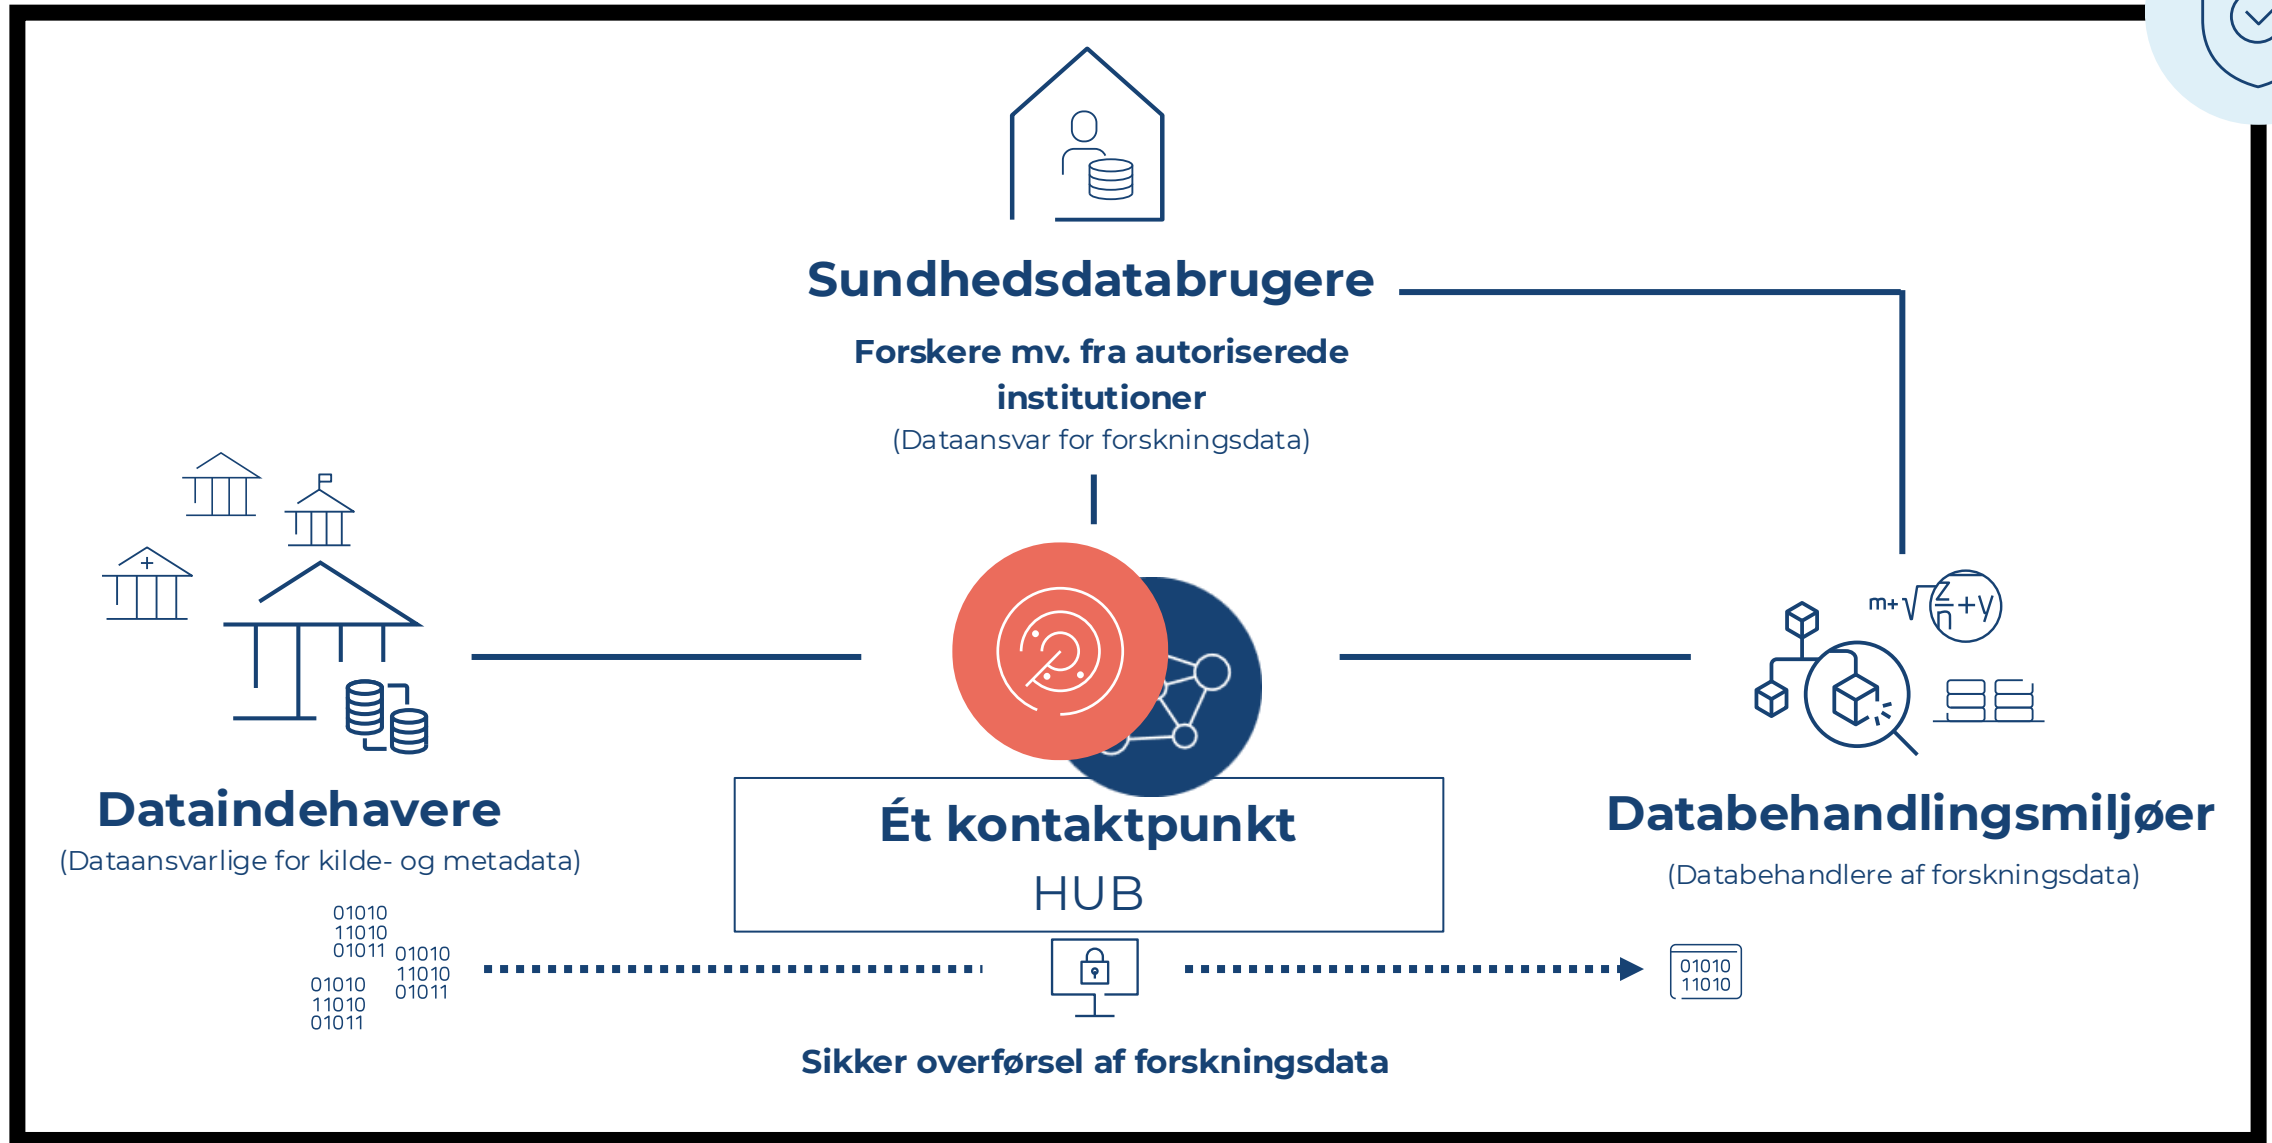 Sundhedsdatabrugere
Forskere mv. fra autoriserede
institutioner
(Dataansvar for forskningsdata)
m+√z/n+y
Dataindehavere
(Dataansvarlige for kilde- og metadata)
Ét kontaktpunkt
HUB
Databehandlingsmiljøer
(Databehandlere af forskningsdata)
01010
11010
01011
01010
11010
01011
01010
11010
01011
01010
11010
Sikker overførsel af forskningsdata